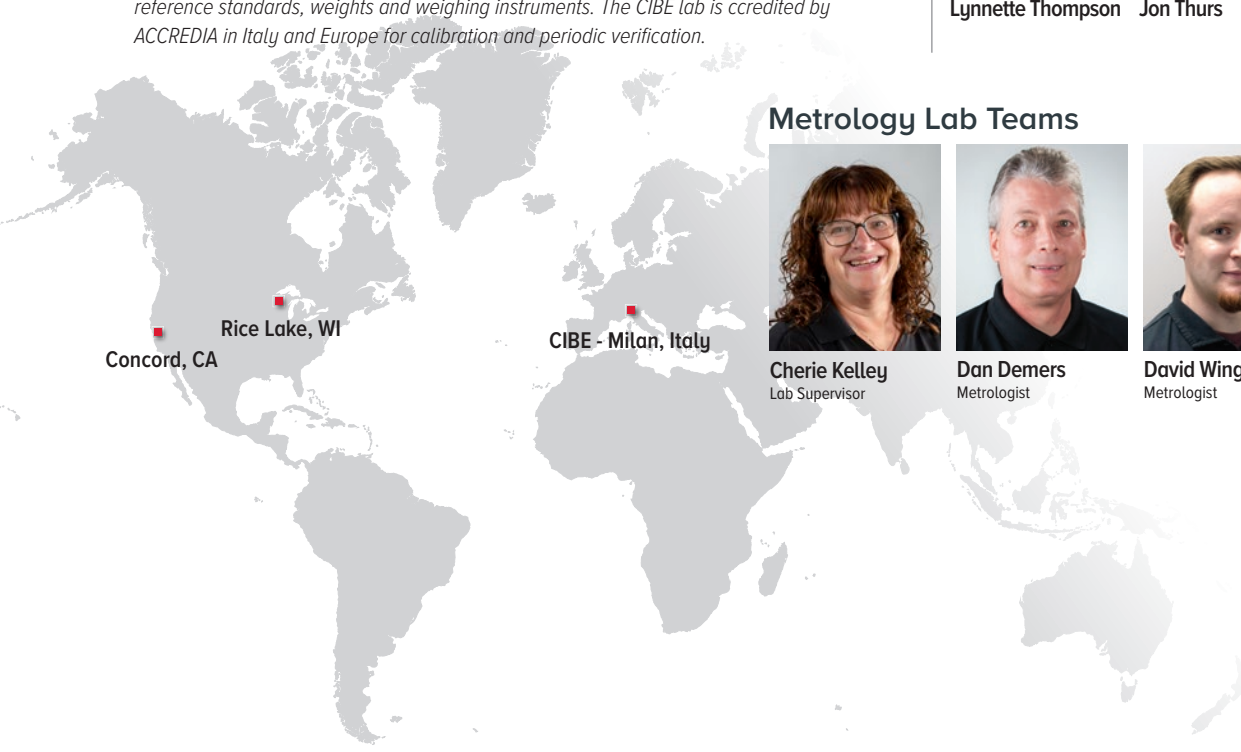 reference standards, weights and weighing instruments. The CIBE lab is ccredited by
ACCREDIA in Italy and Europe for calibration and periodic verification.
Lynnette Thompson Jon Thurs
Metrology Lab Teams
Rice Lake, WI
Concord, CA
CIBE - Milan, Italy
Cherie Kelley
Lab Supervisor
Dan Demers
Metrologist
David Wing
Metrologist